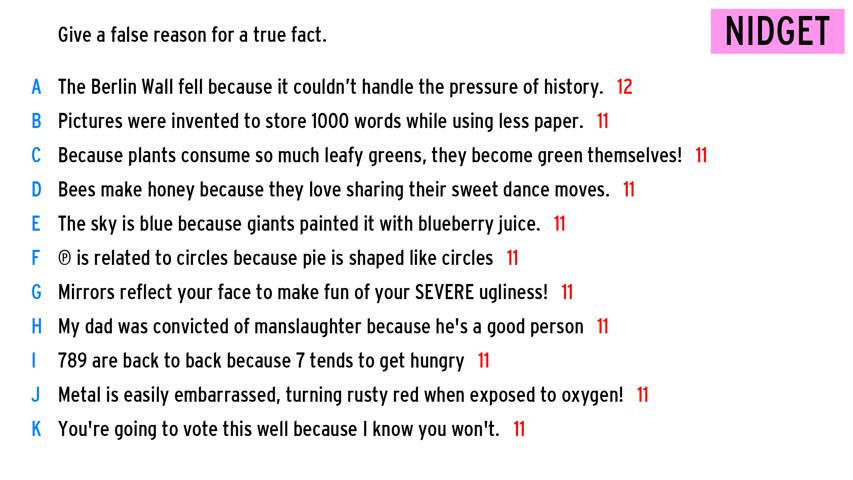 Give a false reason for a true fact.
NIDGET
A The Berlin Wall fell because it couldn't handle the pressure of history. 12
B Pictures were invented to store 1000 words while using less paper. 11
C Because plants consume so much leafy greens, they become green themselves! 11
D Bees make honey because they love sharing their sweet dance moves. 11
E The sky is blue because giants painted it with blueberry juice. 11
F ℗ is related to circles because pie is shaped like circles 11
G Mirrors reflect your face to make fun of your SEVERE ugliness! 11
H My dad was convicted of manslaughter because he's a good person 11
I 789 are back to back because 7 tends to get hungry 11
J Metal is easily embarrassed, turning rusty red when exposed to oxygen! 11
K You're going to vote this well because I know you won't. 11